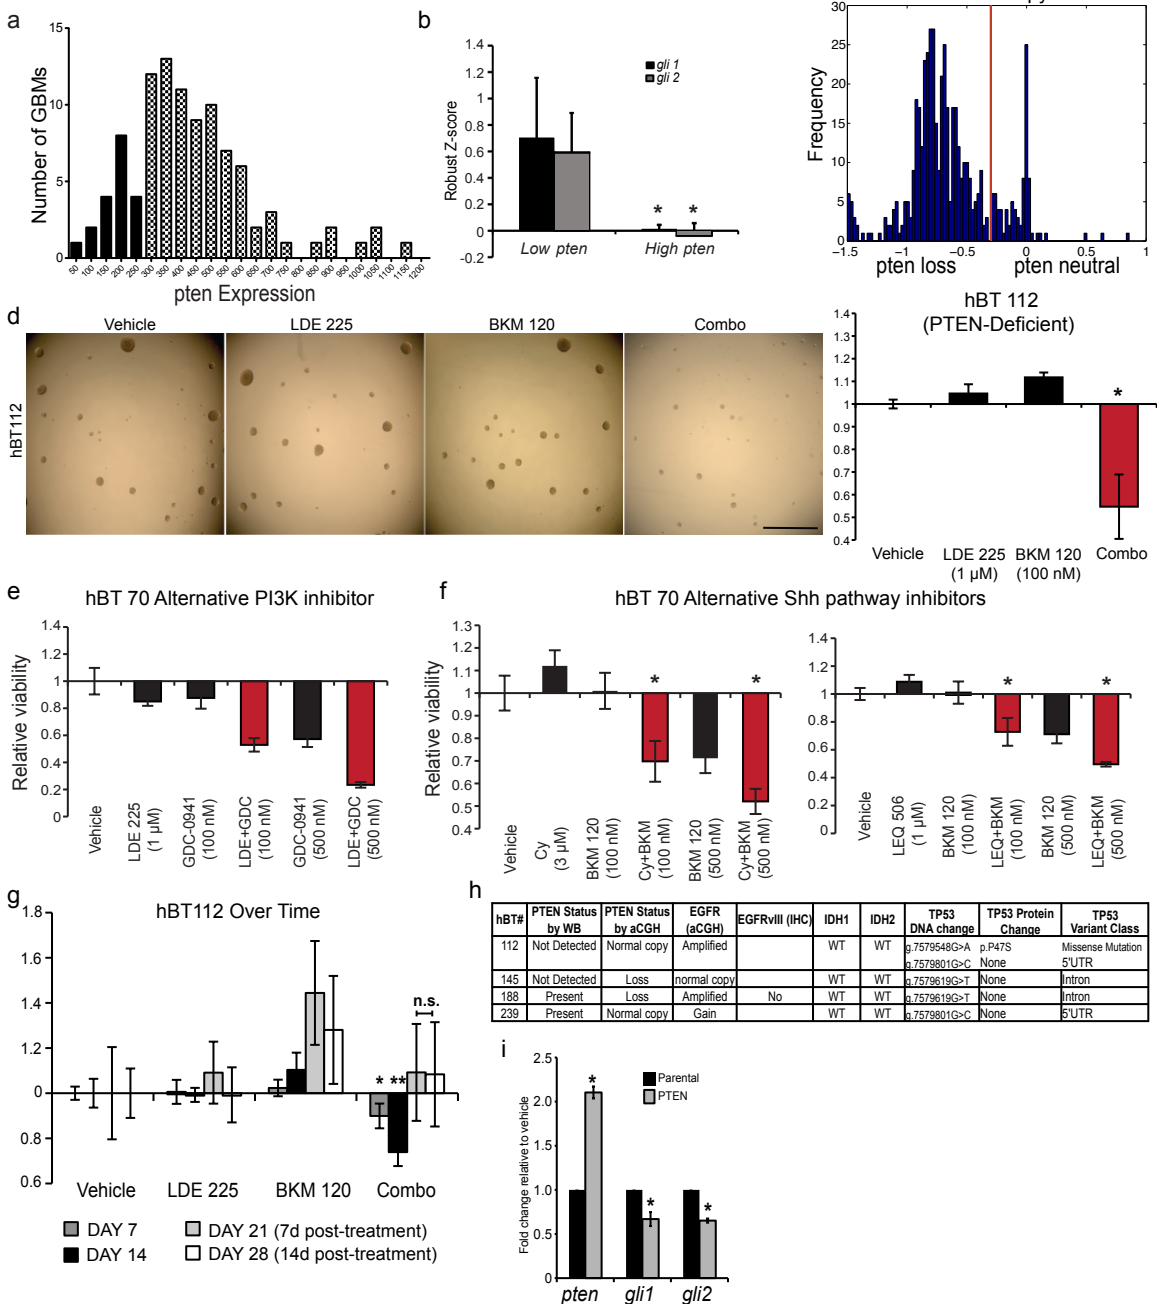 a
Number of GBMs
15
10
5
0
50 100 150 200 250 300 350 400 450 500 550 600 650 700 750 800 850 900 1000 1050 1100 1150 1200
pten Expression
b
Robust Z-score
1.4
1.2
1
0.8
0.6
0.4
0.2
0
-0.2
gli 1
gli 2
* *
Low pten High pten
Frequency
30
25
20
15
10
5
0
−1.5 −1 −0.5 0 0.5 1
pten loss pten neutral
d
Vehicle LDE 225 BKM 120 Combo
hBT112
hBT 112
(PTEN-Deficient)
1.4
1.3
1.2
1.1
1
0.9
0.8
0.7
0.6
0.5
0.4
*
Vehicle LDE 225 (1 µM) BKM 120 (100 nM) Combo
e
hBT 70 Alternative PI3K inhibitor
Relative viability
1.4
1.2
1
0.8
0.6
0.4
0.2
0
Vehicle
LDE 225 (1 µM)
GDC-0941 (100 nM)
LDE+GDC (100 nM)
GDC-0941 (500 nM)
LDE+GDC (500 nM)
f
hBT 70 Alternative Shh pathway inhibitors
Relative viability
1.3
1.2
1.1
1
0.9
0.8
0.7
0.6
0.5
0.4
* *
Vehicle
Cy (3 µM)
BKM 120 (100 nM)
Cy+BKM (100 nM)
BKM 120 (500 nM)
Cy+BKM (500 nM)
1.4
1.2
1
0.8
0.6
0.4
0.2
0
* *
Vehicle
LEQ 506 (1 µM)
BKM 120 (100 nM)
LEQ+BKM (100 nM)
BKM 120 (500 nM)
LEQ+BKM (500 nM)
g
hBT112 Over Time
1.8
1.6
1.4
1.2
1
0.8
0.6
n.s.
* **
Vehicle LDE 225 BKM 120 Combo
DAY 7 DAY 21 (7d post-treatment)
DAY 14 DAY 28 (14d post-treatment)
h
hBT# PTEN Status by WB PTEN Status by aCGH EGFR (aCGH) EGFRvIII (IHC) IDH1 IDH2 TP53 DNA change TP53 Protein Change TP53 Variant Class
112 Not Detected Normal copy Amplified WT WT g.7579548G>A p.P47S Missense Mutation
g.7579801G>C None 5'UTR
145 Not Detected Loss normal copy WT WT g.7579619G>T None Intron
188 Present Loss Amplified No WT WT g.7579619G>T None Intron
239 Present Normal copy Gain WT WT g.7579801G>C None 5'UTR
i
Fold change relative to vehicle
2.5
2.0
1.5
1.0
0.5
0
Parental
PTEN
* * *
pten gli1 gli2